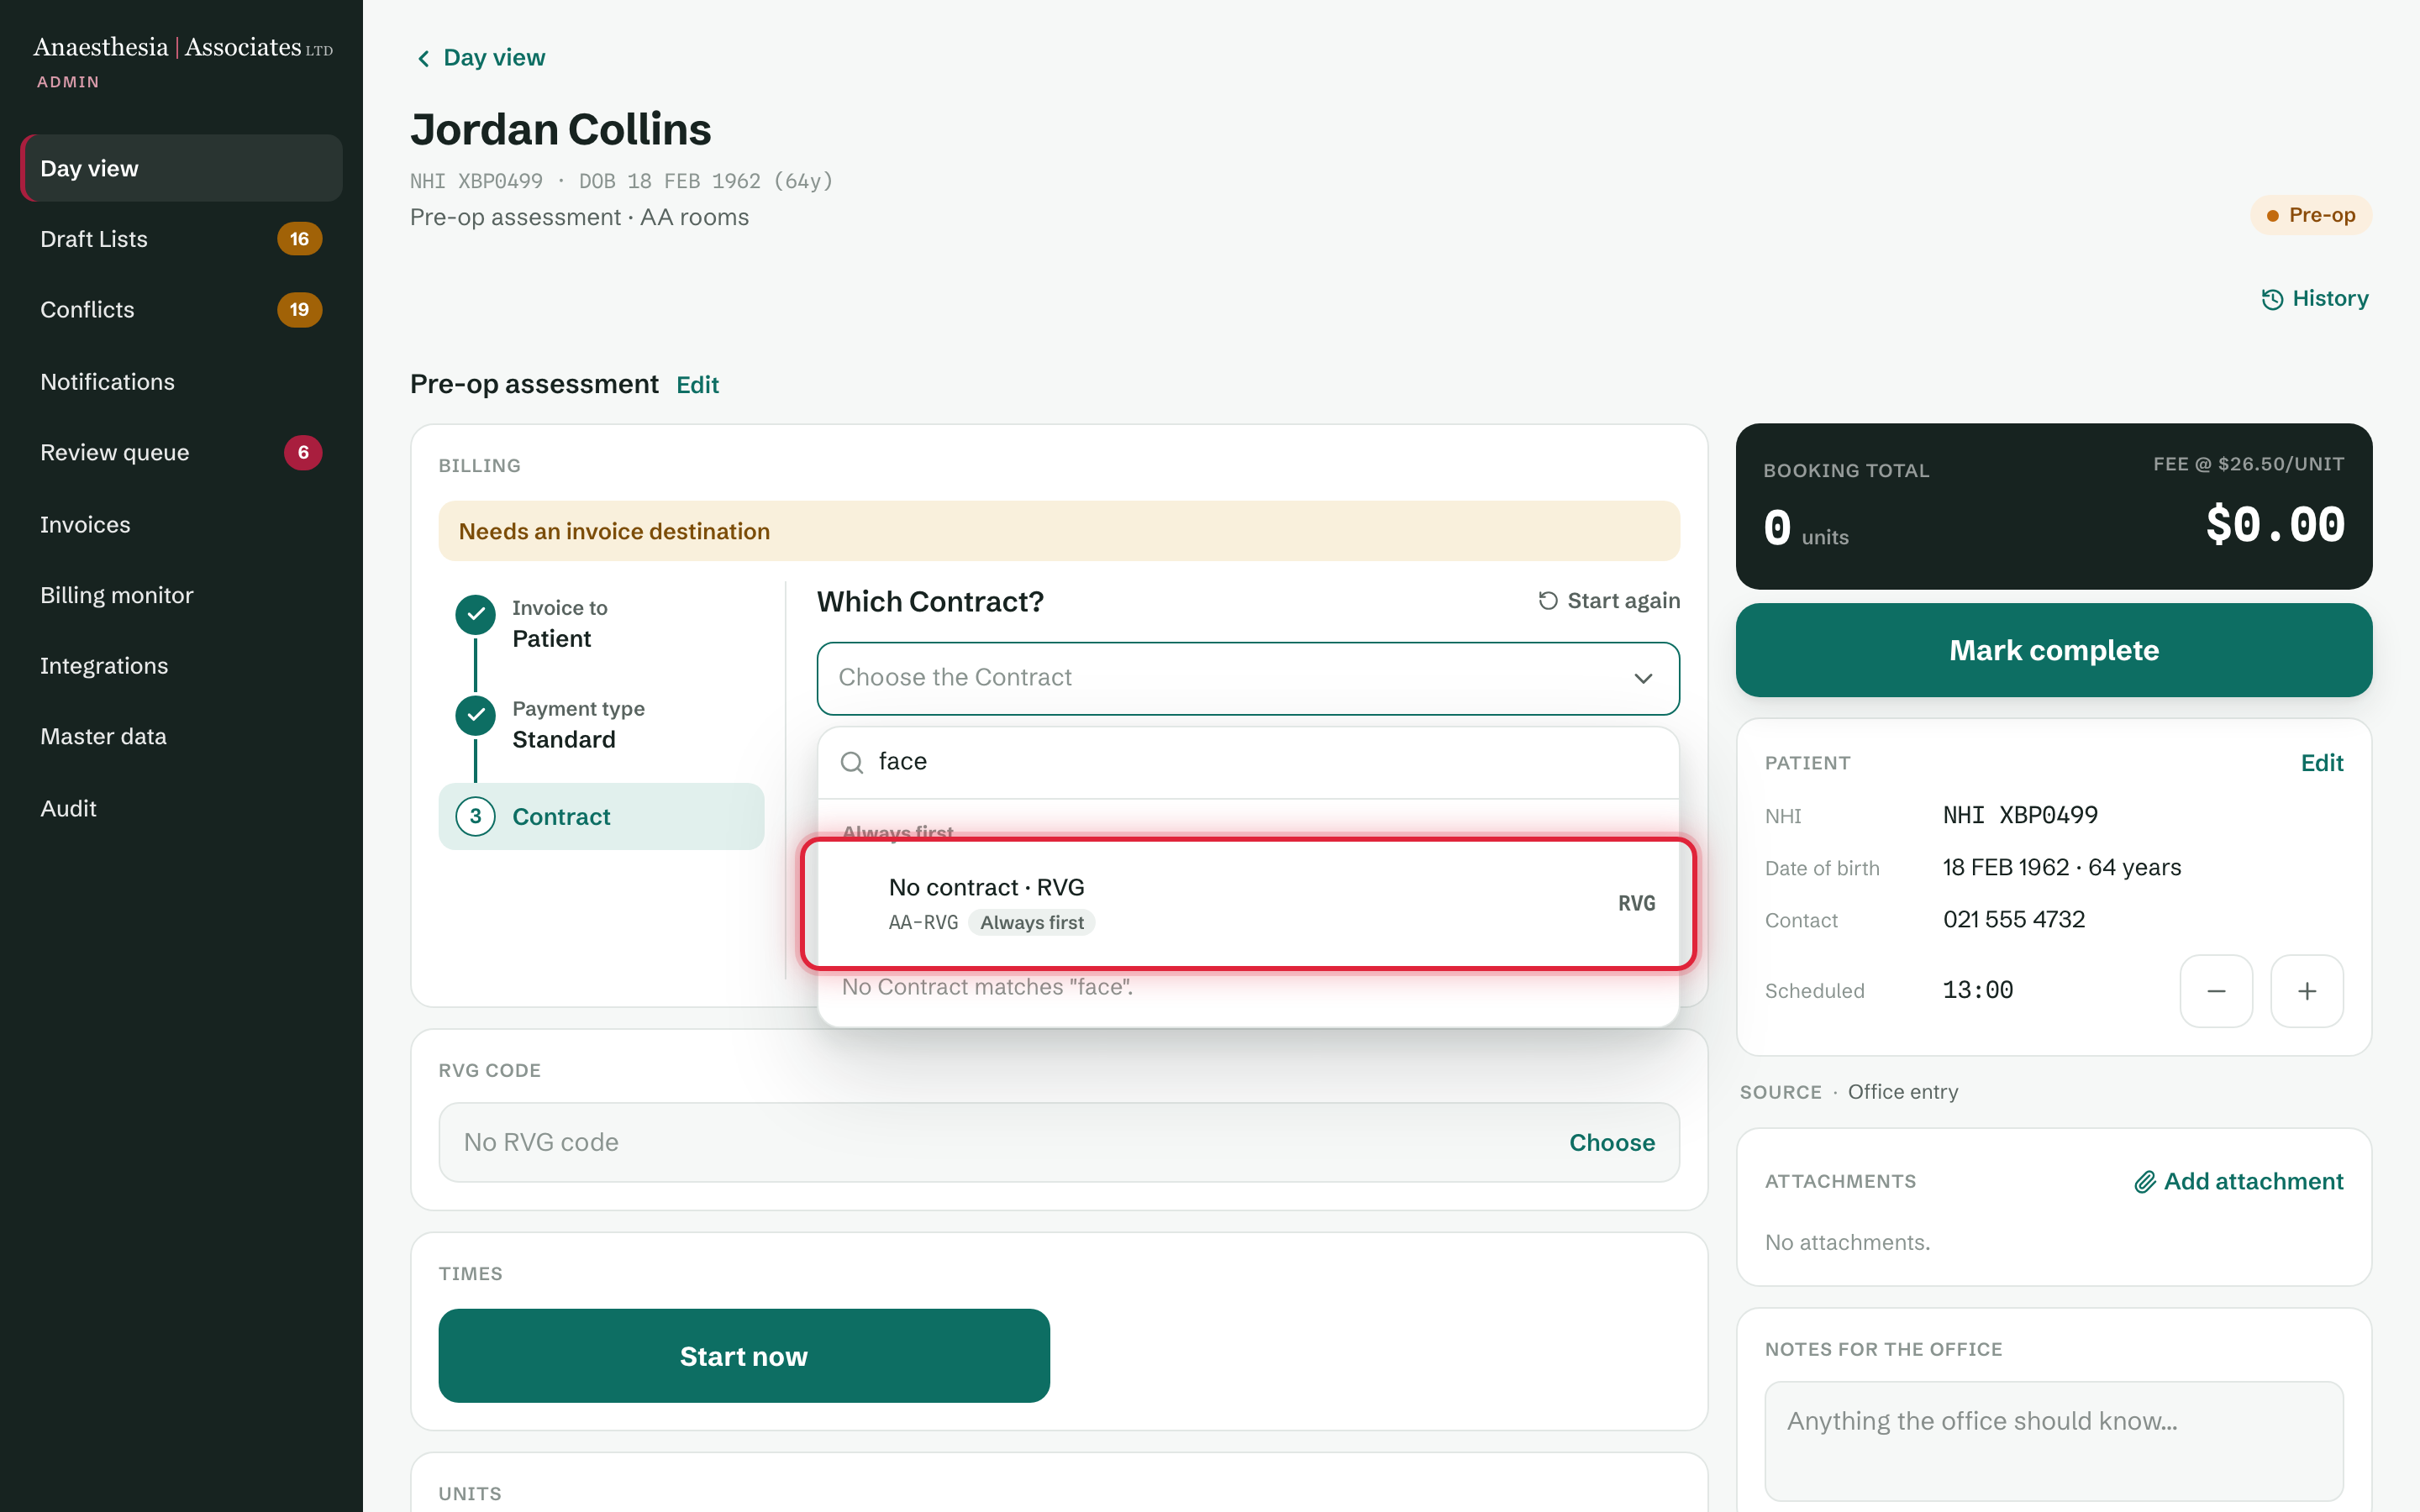 Anaesthesia | Associates LTD
ADMIN
Day view
Draft Lists 16
Conflicts 19
Notifications
Review queue 6
Invoices
Billing monitor
Integrations
Master data
Audit
Day view
Jordan Collins
NHI XBP0499 · DOB 18 FEB 1962 (64y)
Pre-op assessment · AA rooms
Pre-op
History
Pre-op assessment Edit
BILLING
Needs an invoice destination
Invoice to
Patient
Payment type
Standard
3 Contract
Which Contract? Start again
Choose the Contract
face
Always first
No contract · RVG
AA-RVG Always first
RVG
No Contract matches "face".
RVG CODE
No RVG code Choose
TIMES
Start now
UNITS
BOOKING TOTAL FEE @ $26.50/UNIT
0 units $0.00
Mark complete
PATIENT Edit
NHI NHI XBP0499
Date of birth 18 FEB 1962 · 64 years
Contact 021 555 4732
Scheduled 13:00 − +
SOURCE · Office entry
ATTACHMENTS Add attachment
No attachments.
NOTES FOR THE OFFICE
Anything the office should know...